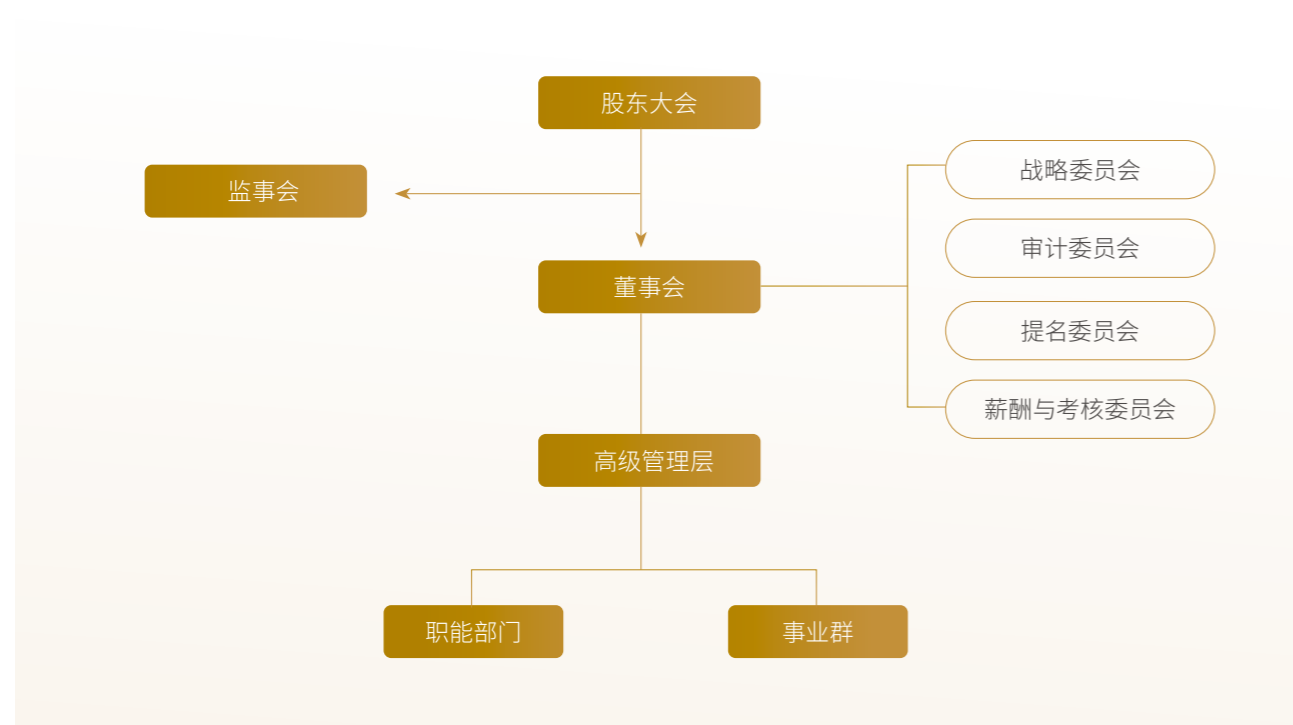 股东大会
监事会
战略委员会
审计委员会
董事会
提名委员会
薪酬与考核委员会
高级管理层
职能部门
事业群